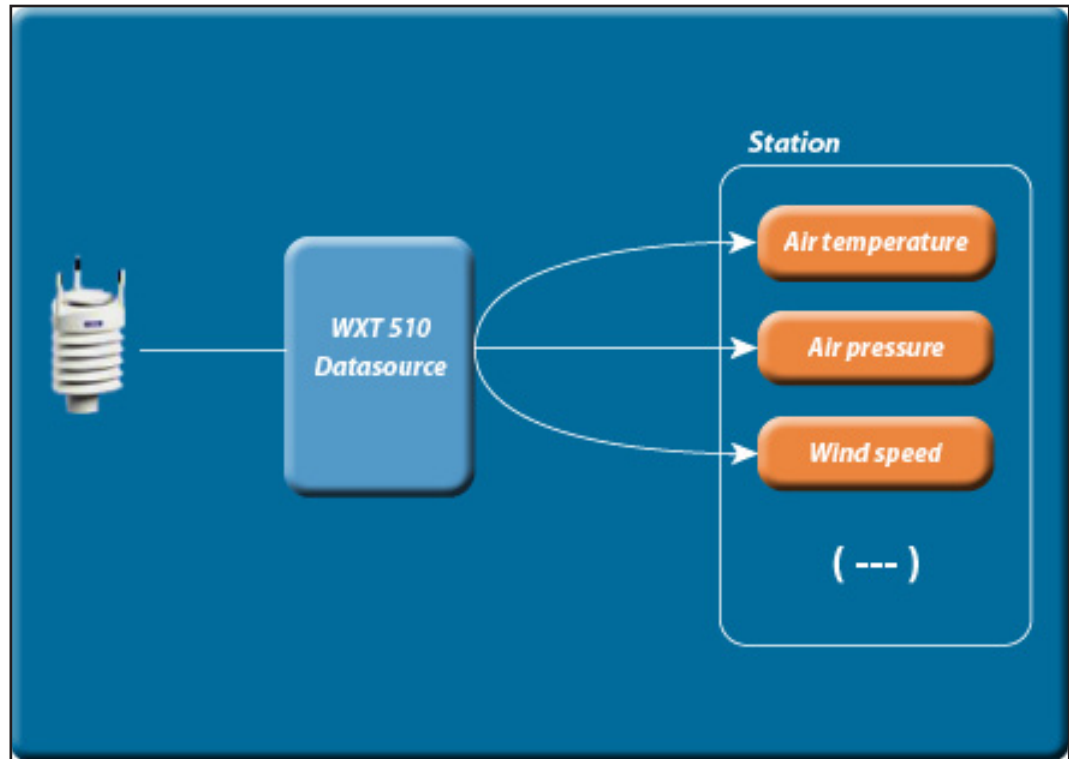 Station
Air temperature
WXT 510
Datasource
Air pressure
Wind speed
( --- )